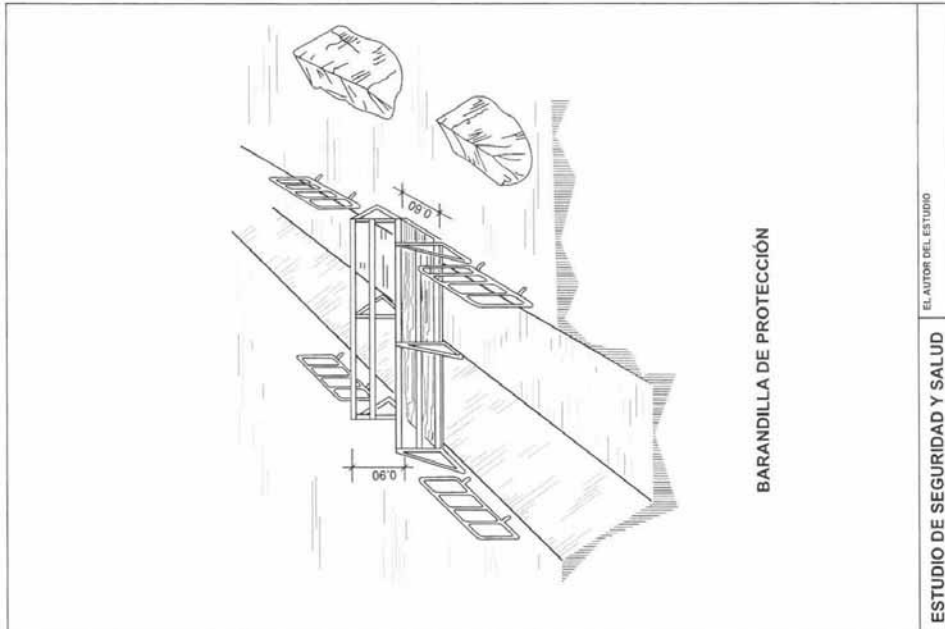 0.60
0.90
BARANDILLA DE PROTECCIÓN
EL AUTOR DEL ESTUDIO
ESTUDIO DE SEGURIDAD Y SALUD